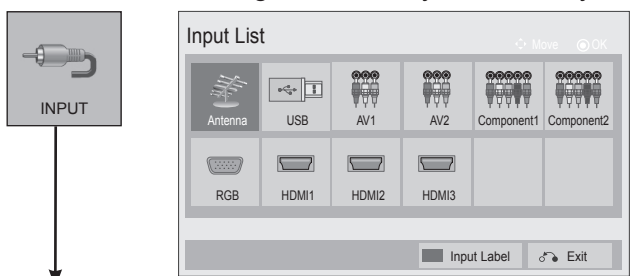 INPUT
Input List
Move OK
Antenna USB AV1 AV2 Component1 Component2
RGB HDMI1 HDMI2 HDMI3
Input Label Exit